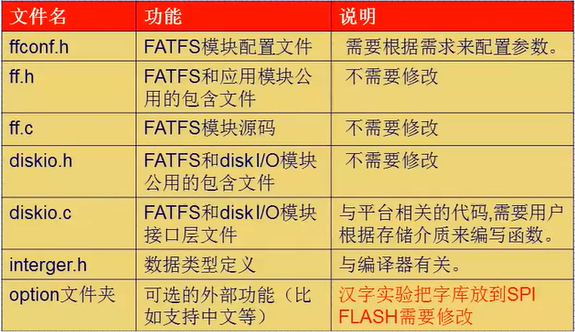 文件名 功能 说明
ffconf.h FATFS模块配置文件 需要根据需求来配置参数。
ff.h FATFS和应用模块公 不需要修改
用的包含文件
ff.c FATFS模块源码 不需要修改
diskio.h FATFS和diskI/O模块 不需要修改
公用的包含文件
diskio.c FATFS和diskI/O模块 与平台相关的代码,需要用户
接口层文件 根据存储介质来编写函数。
interger.h 数据类型定义 与编译器有关。
option文件夹 可选的外部功能（比 汉字实验把字库放到SPI
如支持中文等） FLASH需要修改